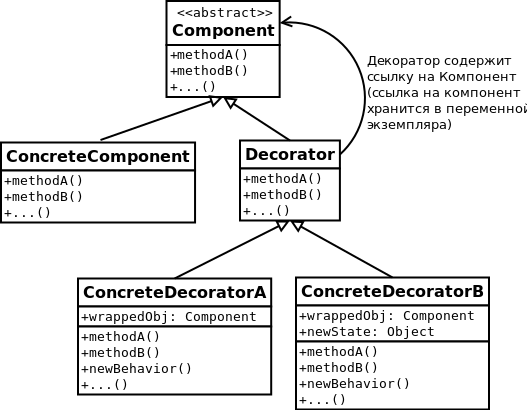 <<abstract>>
Component
+methodA()
+methodB()
+...()
Декоратор содержит
ссылку на Компонент
(ссылка на компонент
хранится в переменной
экземпляра)
ConcreteComponent
+methodA()
+methodB()
+...()
Decorator
+methodA()
+methodB()
+...()
ConcreteDecoratorA
+wrappedObj: Component
+methodA()
+methodB()
+newBehavior()
+...()
ConcreteDecoratorB
+wrappedObj: Component
+newState: Object
+methodA()
+methodB()
+newBehavior()
+...()